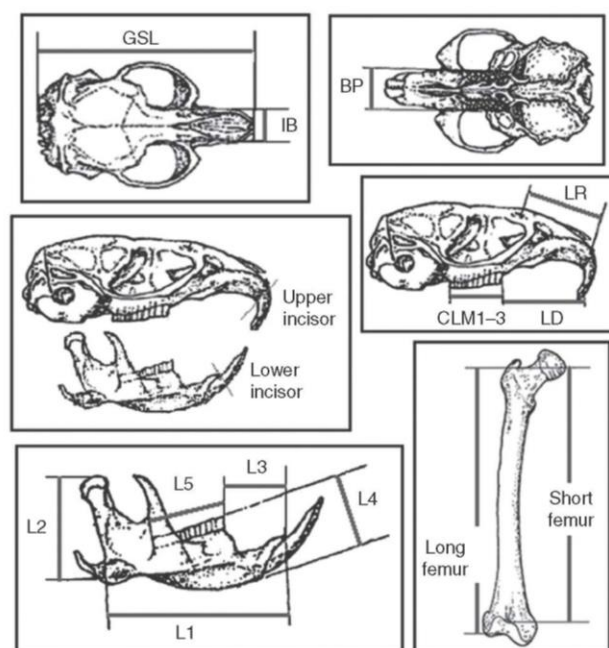 GSL
IB
BP
LR
CLM1–3
LD
Upper
incisor
Lower
incisor
L5
L3
L2
L4
L1
Short
femur
Long
femur